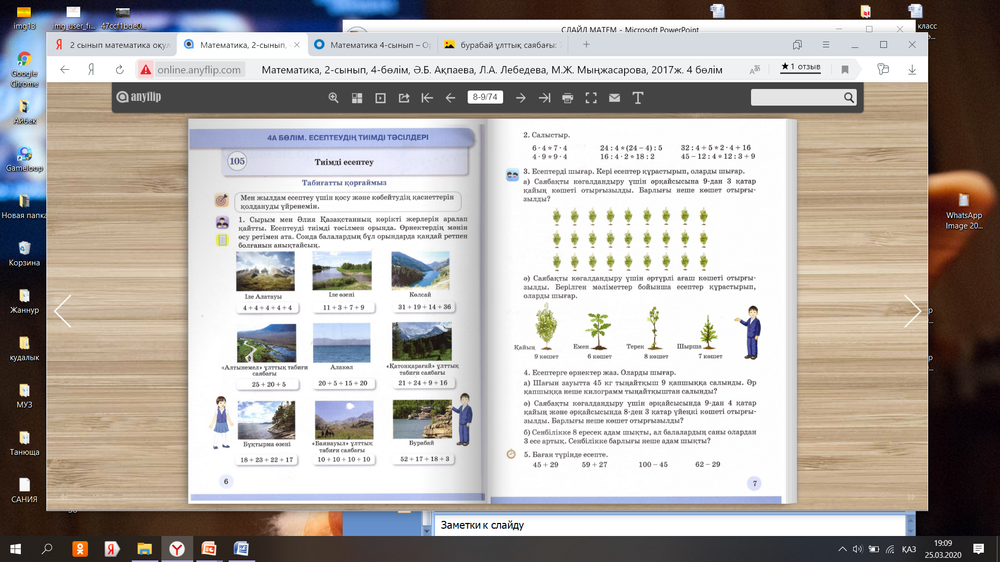 img13
img_user_fi...
47ccf1bde0...
класс
СЛАЙД МАТЕМ - Microsoft PowerPoint
2 сынып математика оқул
Математика, 2-сынып,
Математика 4-сынып – Ор
бурабай ұлттық саябағы: 7
online.anyflip.com
Математика, 2-сынып, 4-бөлім, Ә.Б. Ақпаева, Л.А. Лебедева, М.Ж. Мыңжасарова, 2017ж. 4 бөлім
★ 1 отзыв
anyflip
8-9/74
Google Chrome
Айбек
Gameloop
Новая папка
Корзина
Жаннур
кудалык
МУЗ
Танюща
САНИЯ
WhatsApp
Image 20...
4А БӨЛІМ. ЕСЕПТЕУДІҢ ТИІМДІ ТӘСІЛДЕРІ
105
Тиімді есептеу
Табиғатты қорғаймыз
Мен жылдам есептеу үшін қосу және көбейтудің қасиеттерін
қолдануды үйренемін.
1. Сырым мен Әлия Қазақстанның көрікті жерлерін аралап
қайтты. Есептеуді тиімді тәсілмен орында. Өрнектердің мәнін
өсу ретімен ата. Сонда балалардың бұл орындарда қандай ретпен
болғанын анықтайсың.
Іле Алатауы
Іле өзені
Көлсай
4 + 4 + 4 + 4 + 4
11 + 3 + 7 + 9
31 + 19 + 14 + 36
«Алтынемел» ұлттық табиғи
саябағы
Алакөл
«Қатонқарағай» ұлттық
табиғи саябағы
25 + 20 + 5
20 + 5 + 15 + 20
21 + 24 + 9 + 16
Бұқтырма өзені
«Баянауыл» ұлттық
табиғи саябағы
Бурабай
18 + 23 + 22 + 17
10 + 10 + 10 + 10
52 + 17 + 18 + 3
6
2. Салыстыр.
6 · 4 * 7 · 4
24 : 4 * (24 − 4) : 5
32 : 4 + 5 * 2 · 4 + 16
4 · 9 * 9 · 4
16 : 4 · 2 * 18 : 2
45 − 12 : 4 * 12 : 3 + 9
3. Есептерді шығар. Кері есептер құрастырып, оларды шығар.
а) Саябақты көгалдандыру үшін әрқайсысына 9-дан 3 қатар
қайың көшеті отырғызылды. Барлығы неше көшет отырғы-
зылды?
ә) Саябақты көгалдандыру үшін әртүрлі ағаш көшеті отырғы-
зылды. Берілген мәліметтер бойынша есептер құрастырып,
оларды шығар.
Қайың
Емен
Терек
Шырша
9 көшет
6 көшет
8 көшет
7 көшет
4. Есептерге өрнектер жаз. Оларды шығар.
а) Шағын зауытта 45 кг тыңайтқыш 9 қапшыққа салынды. Әр
қапшыққа неше килограмм тыңайтқыштан салынды?
ә) Саябақты көгалдандыру үшін әрқайсысында 9-дан 4 қатар
қайың және әрқайсысында 8-ден 3 қатар үйеңкі көшеті отырғы-
зылды. Барлығы неше көшет отырғызылды?
б) Сенбілікке 8 ересек адам шықты, ал балалардың саны олардан
3 есе артық. Сенбілікке барлығы неше адам шықты?
5. Баған түрінде есепте.
45 + 29
59 + 27
100 − 45
62 − 29
7
Заметки к слайду
ҚАЗ
19:09
25.03.2020